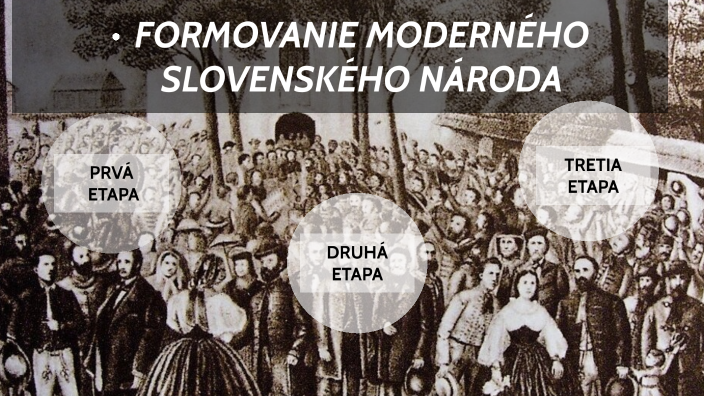 • FORMOVANIE MODERNÉHO
SLOVENSKÉHO NÁRODA
PRVÁ
ETAPA
DRUHÁ
ETAPA
TRETIA
ETAPA